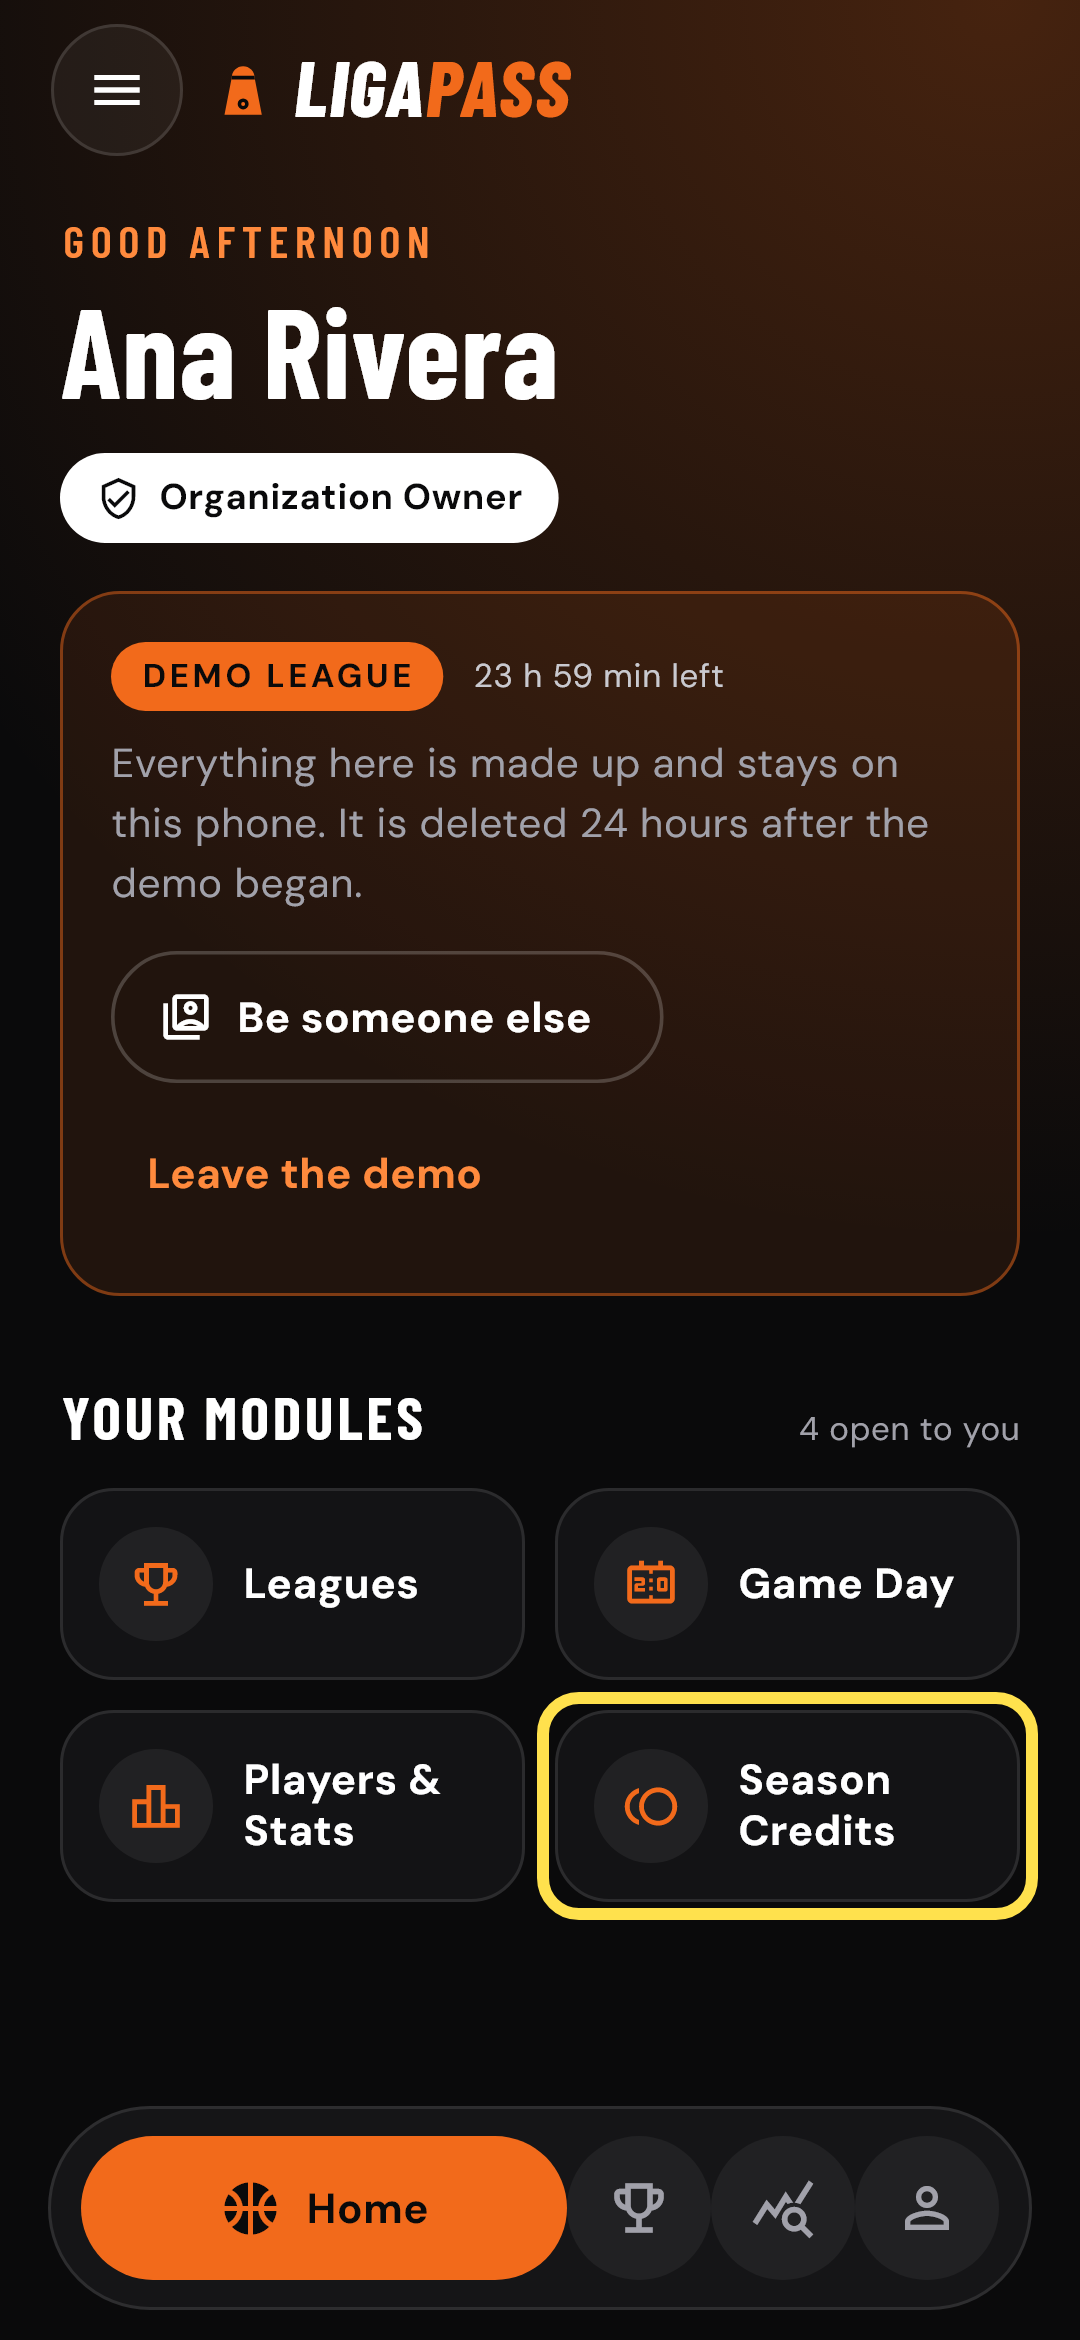 LIGAPASS
GOOD AFTERNOON
Ana Rivera
Organization Owner
DEMO LEAGUE
23 h 59 min left
Everything here is made up and stays on
this phone. It is deleted 24 hours after the
demo began.
Be someone else
Leave the demo
YOUR MODULES
4 open to you
Leagues
2:0
Game Day
Players &
Stats
Season
Credits
Home